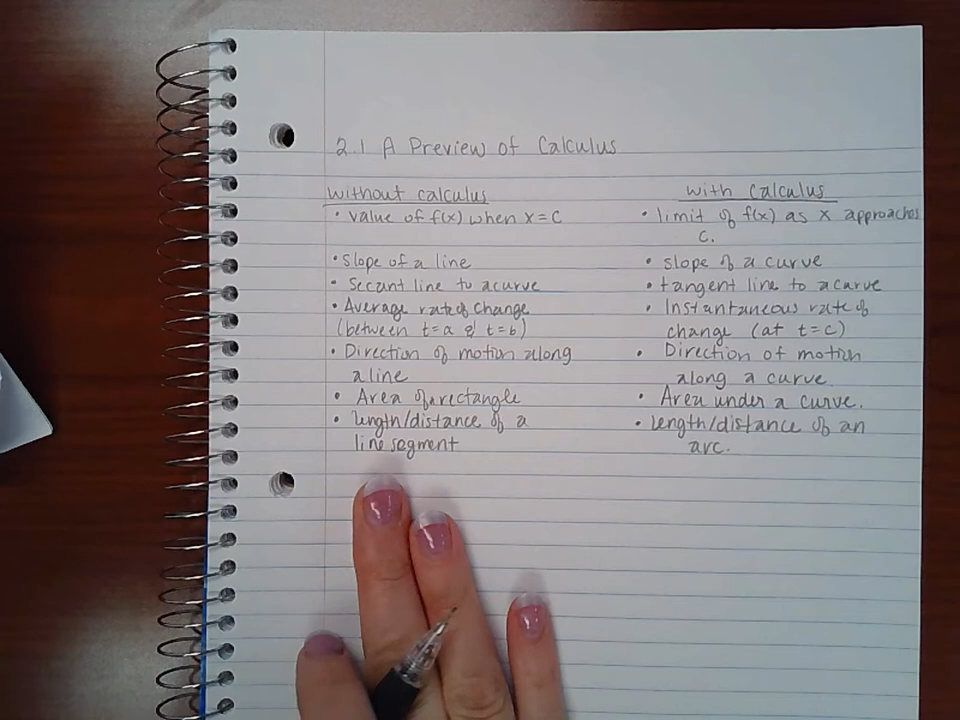 2.1 A Preview of Calculus
without calculus
• value of f(x) when x=c
• Slope of a line
• Secant line to a curve
• Average rate of change
(between t=a & t=b)
• Direction of motion along
a line
• Area of a rectangle
• length/distance of a
line segment
with calculus
• limit of f(x) as x approaches
c.
• slope of a curve
• tangent line to a curve
• Instantaneous rate of
change (at t=c)
• Direction of motion
along a curve
• Area under a curve.
• length/distance of an
arc.